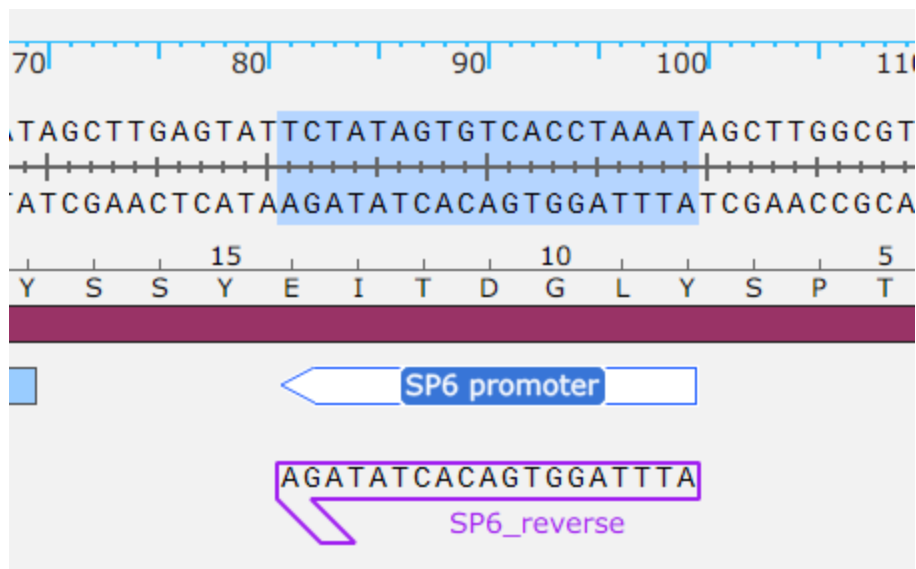 70 80 90 100 110
ATAGCTTGAGTATTCTATAGTGTCACCTAAATAGCTTGGCGT
TATCGAACTCATAAGATATCACAGTGGATTTATCGAACCGCA
15 10 5
Y S S Y E I T D G L Y S P T
SP6 promoter
AGATATCACAGTGGATTTA
SP6_reverse